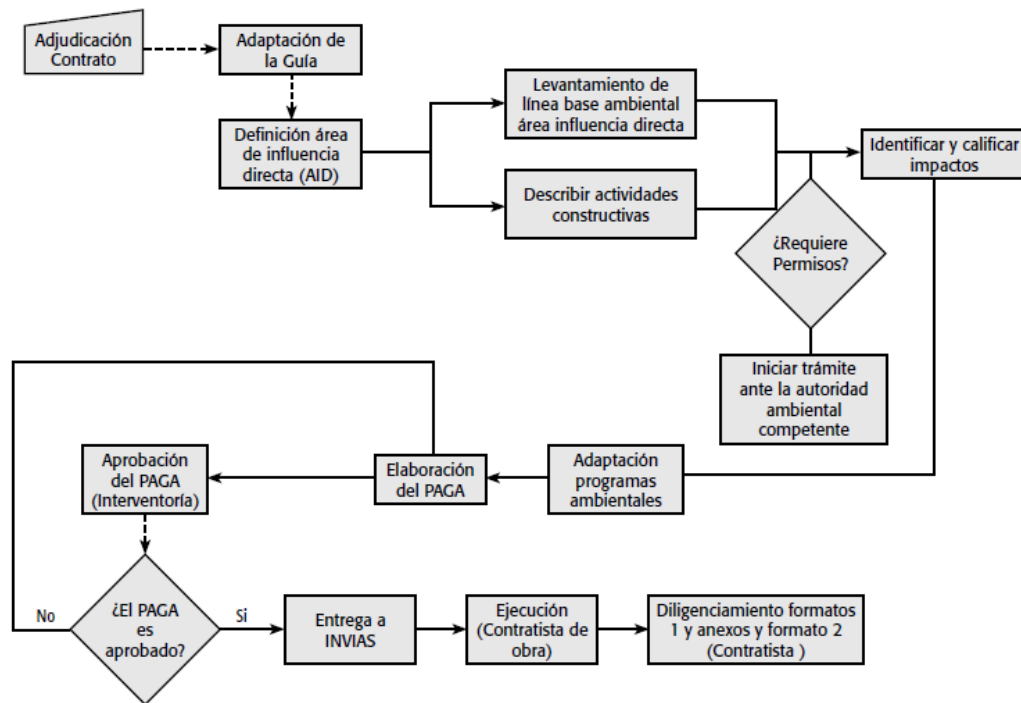 Adjudicación
Contrato
Adaptación de
la Guía
Definición área
de influencia
directa (AID)
Levantamiento de
línea base ambiental
área influencia directa
Describir actividades
constructivas
Identificar y calificar
impactos
¿Requiere
Permisos?
Iniciar trámite
ante la autoridad
ambiental
competente
Adaptación
programas
ambientales
Elaboración
del PAGA
Aprobación
del PAGA
(Interventoría)
¿El PAGA
es
aprobado?
No
Si
Entrega a
INVIAS
Ejecución
(Contratista de
obra)
Diligenciamiento formatos
1 y anexos y formato 2
(Contratista )